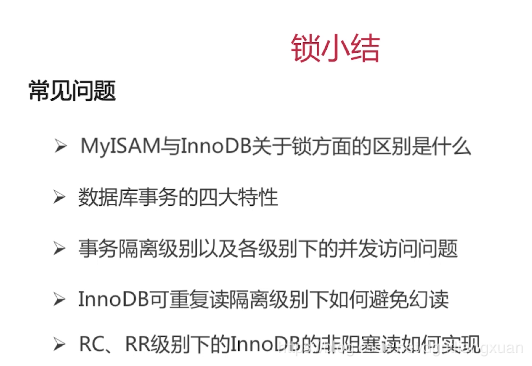 锁小结
常见问题
➢ MyISAM与InnoDB关于锁方面的区别是什么
➢ 数据库事务的四大特性
➢ 事务隔离级别以及各级别下的并发访问问题
➢ InnoDB可重复读隔离级别下如何避免幻读
➢ RC、RR级别下的InnoDB的非阻塞读如何实现